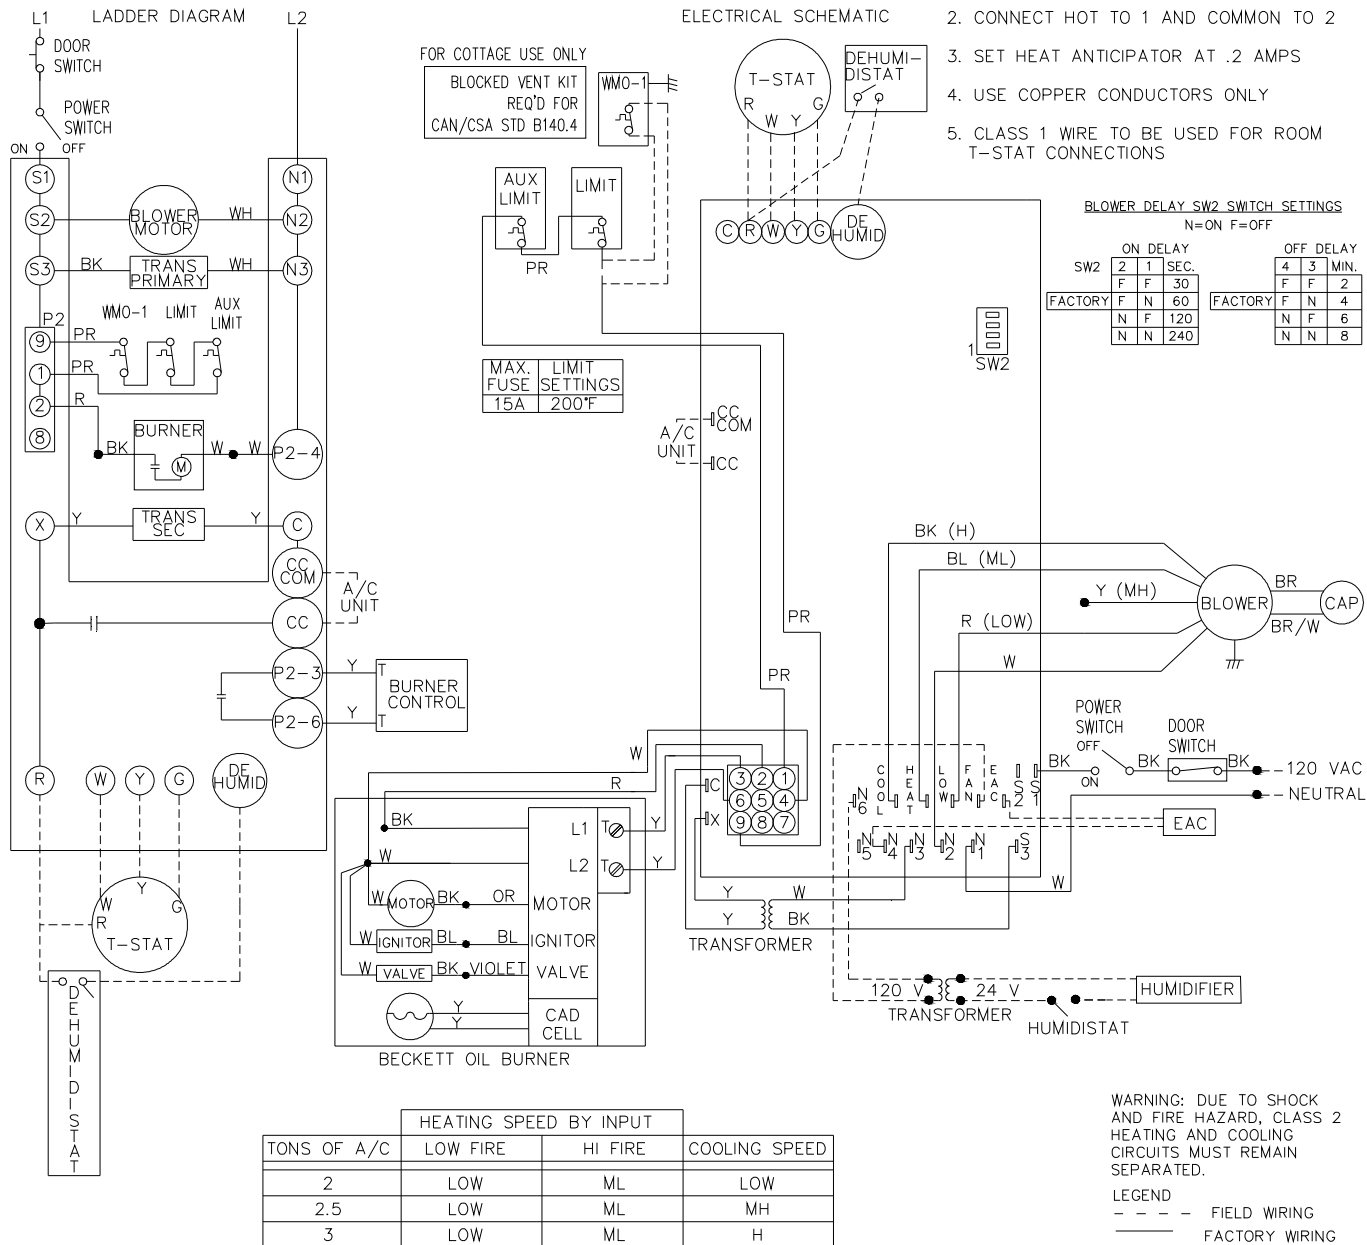 L1
LADDER DIAGRAM
L2
DOOR
SWITCH
POWER
SWITCH
ON
OFF
S1
N1
S2
BLOWER
MOTOR
WH
N2
S3
BK
TRANS
PRIMARY
WH
N3
P2
WMO-1
LIMIT
AUX
LIMIT
9
PR
1
PR
2
R
8
BURNER
BK
M
W
W
P2-4
X
Y
TRANS
SEC
Y
C
CC
COM
A/C
UNIT
CC
P2-3
Y
T
BURNER
CONTROL
P2-6
Y
T
R
W
Y
G
DE
HUMID
W
Y
G
R
T-STAT
DEHUMIDISTAT
ELECTRICAL SCHEMATIC
FOR COTTAGE USE ONLY
BLOCKED VENT KIT
REQ'D FOR
CAN/CSA STD B140.4
WMO-1
AUX
LIMIT
LIMIT
PR
T-STAT
R
G
W
Y
DEHUMI-
DISTAT
C
R
W
Y
G
DE
HUMID
2. CONNECT HOT TO 1 AND COMMON TO 2
3. SET HEAT ANTICIPATOR AT .2 AMPS
4. USE COPPER CONDUCTORS ONLY
5. CLASS 1 WIRE TO BE USED FOR ROOM
T-STAT CONNECTIONS
BLOWER DELAY SW2 SWITCH SETTINGS
N=ON F=OFF
ON DELAY
SW2 2 1 SEC.
F F 30
FACTORY F N 60
N F 120
N N 240
OFF DELAY
4 3 MIN.
F F 2
FACTORY F N 4
N F 6
N N 8
1
SW2
MAX.
FUSE
LIMIT
SETTINGS
15A
200°F
A/C
UNIT
CC
COM
CC
BK (H)
BL (ML)
Y (MH)
R (LOW)
W
BLOWER
BR
BR/W
CAP
PR
PR
POWER
SWITCH
OFF
ON
DOOR
SWITCH
BK
BK
BK
120 VAC
NEUTRAL
EAC
W
R
C
X
3 2 1
6 5 4
9 8 7
N6
COOL
HEAT
LOW
FAN
EAC
S2
S1
N5
N4
N3
N2
N1
S3
W
Y
W
Y
BK
TRANSFORMER
BK
L1
T
Y
W
L2
T
Y
W
MOTOR
BK
OR
MOTOR
W
IGNITOR
BL
BL
IGNITOR
W
VALVE
BK
VIOLET
VALVE
Y
Y
CAD
CELL
BECKETT OIL BURNER
120 V
24 V
TRANSFORMER
HUMIDIFIER
HUMIDISTAT
HEATING SPEED BY INPUT
TONS OF A/C LOW FIRE HI FIRE COOLING SPEED
2 LOW ML LOW
2.5 LOW ML MH
3 LOW ML H
WARNING: DUE TO SHOCK
AND FIRE HAZARD, CLASS 2
HEATING AND COOLING
CIRCUITS MUST REMAIN
SEPARATED.
LEGEND
FIELD WIRING
FACTORY WIRING